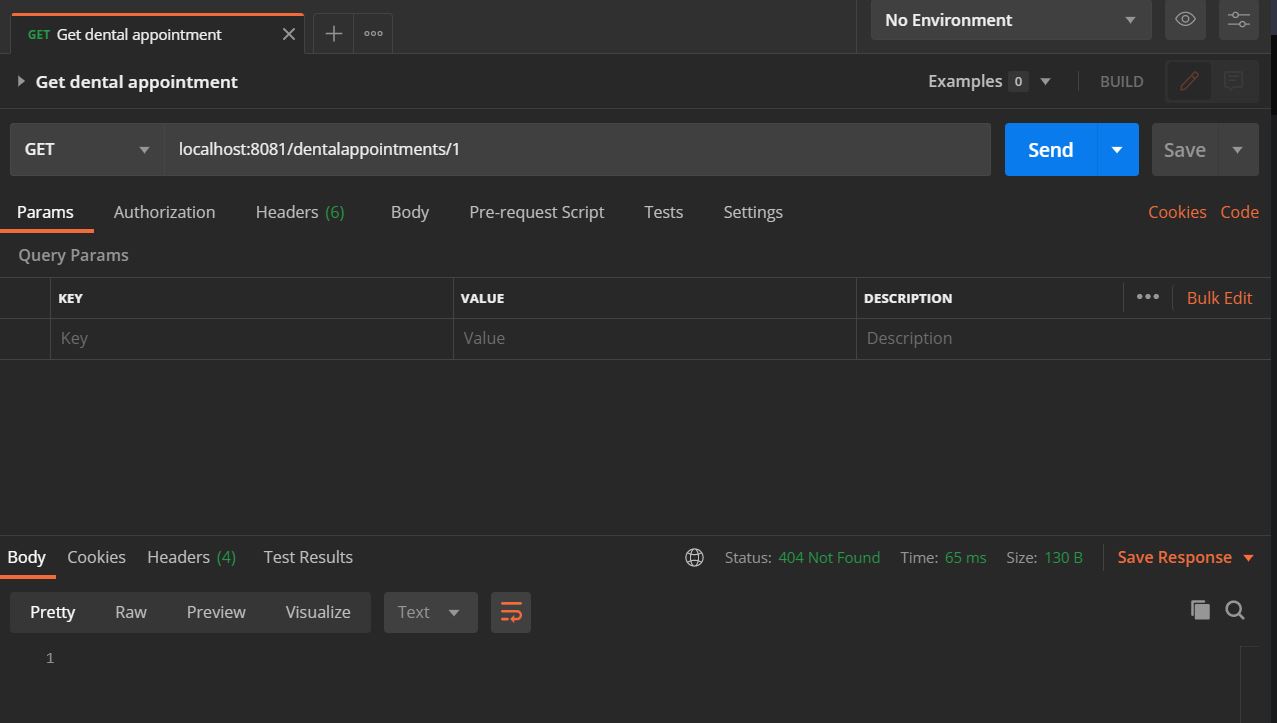 GET Get dental appointment
No Environment
Get dental appointment
Examples 0
BUILD
GET localhost:8081/dentalappointments/1
Send
Save
Params Authorization Headers (6) Body Pre-request Script Tests Settings Cookies Code
Query Params
KEY VALUE DESCRIPTION Bulk Edit
Key Value Description
Body Cookies Headers (4) Test Results Status: 404 Not Found Time: 65 ms Size: 130 B Save Response
Pretty Raw Preview Visualize Text
1